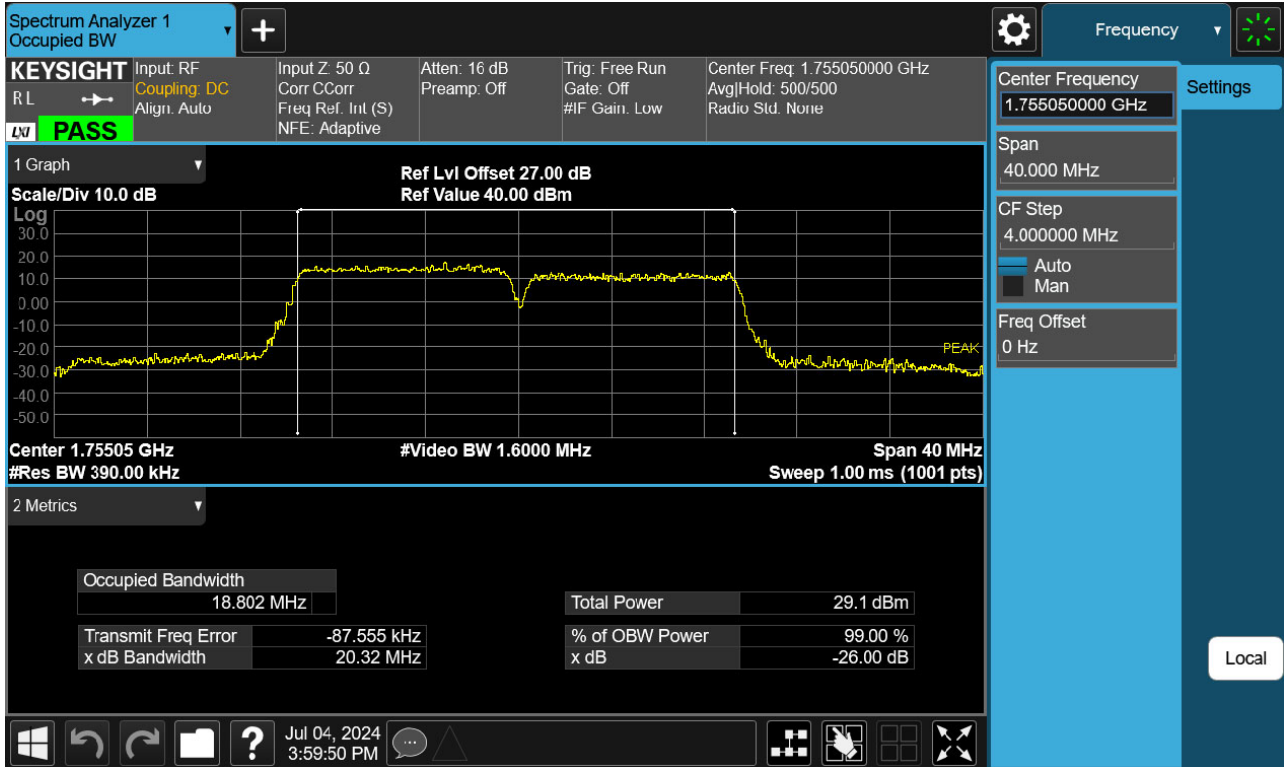 Spectrum Analyzer 1
Occupied BW
+
Frequency
KEYSIGHT
R L
LXI PASS
Input: RF
Coupling: DC
Align: Auto
Input Z: 50 Ω
Corr CCorr
Freq Ref: Int (S)
NFE: Adaptive
Atten: 16 dB
Preamp: Off
Trig: Free Run
Gate: Off
#IF Gain: Low
Center Freq: 1.755050000 GHz
Avg|Hold: 500/500
Radio Std: None
Center Frequency
1.755050000 GHz
Settings
Span
40.000 MHz
CF Step
4.000000 MHz
Auto
Man
Freq Offset
0 Hz
Local
1 Graph
Scale/Div 10.0 dB
Ref Lvl Offset 27.00 dB
Ref Value 40.00 dBm
Log
30.0
20.0
10.0
0.00
-10.0
-20.0
-30.0
-40.0
-50.0
PEAK
Center 1.75505 GHz
#Video BW 1.6000 MHz
Span 40 MHz
#Res BW 390.00 kHz
Sweep 1.00 ms (1001 pts)
2 Metrics
Occupied Bandwidth
18.802 MHz
Total Power 29.1 dBm
Transmit Freq Error -87.555 kHz
% of OBW Power 99.00 %
x dB Bandwidth 20.32 MHz
x dB -26.00 dB
?
Jul 04, 2024
3:59:50 PM